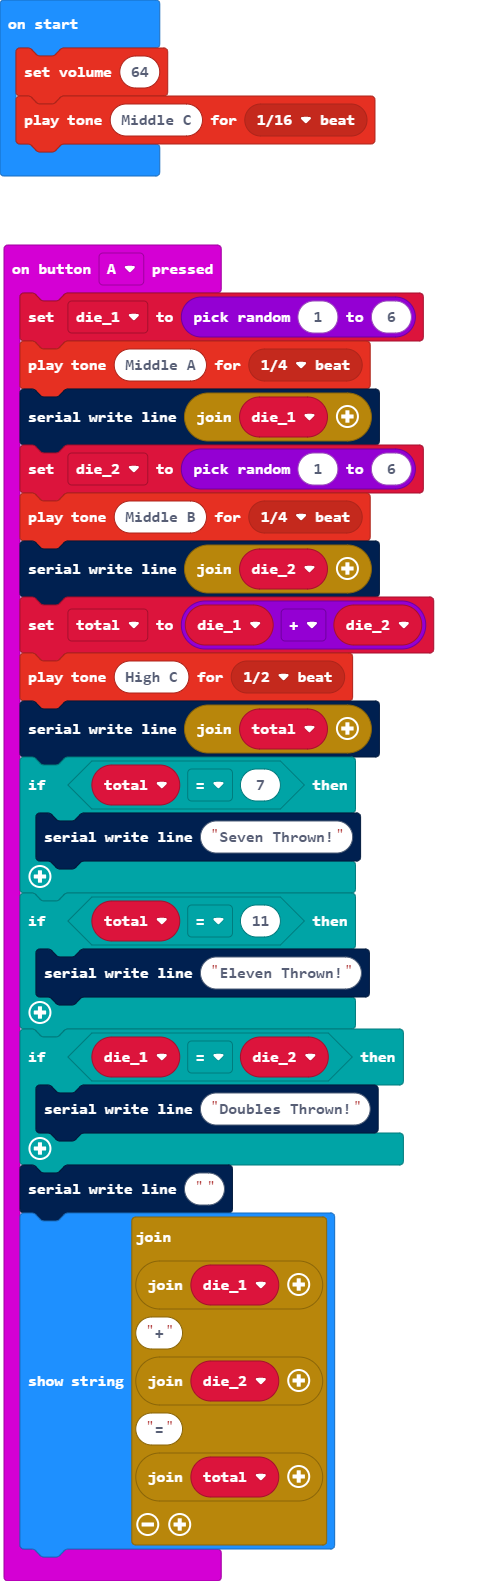 on start
set volume 64
play tone Middle C for 1/16 beat
on button A pressed
set die_1 to pick random 1 to 6
play tone Middle A for 1/4 beat
serial write line join die_1
set die_2 to pick random 1 to 6
play tone Middle B for 1/4 beat
serial write line join die_2
set total to die_1 + die_2
play tone High C for 1/2 beat
serial write line join total
if total = 7 then
serial write line "Seven Thrown!"
if total = 11 then
serial write line "Eleven Thrown!"
if die_1 = die_2 then
serial write line "Doubles Thrown!"
serial write line " "
join
join die_1
"+"
show string join die_2
"="
join total